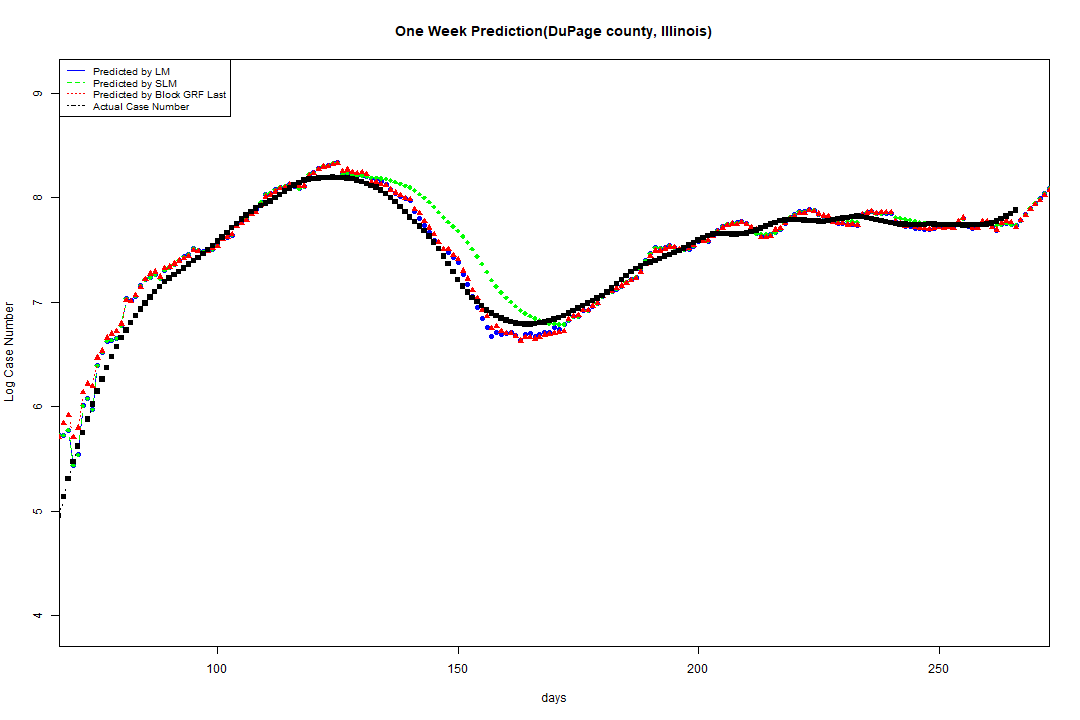 One Week Prediction(DuPage county, Illinois)
Predicted by LM
Predicted by SLM
Predicted by Block GRF Last
Actual Case Number
9
8
7
6
5
4
Log Case Number
100 150 200 250
days